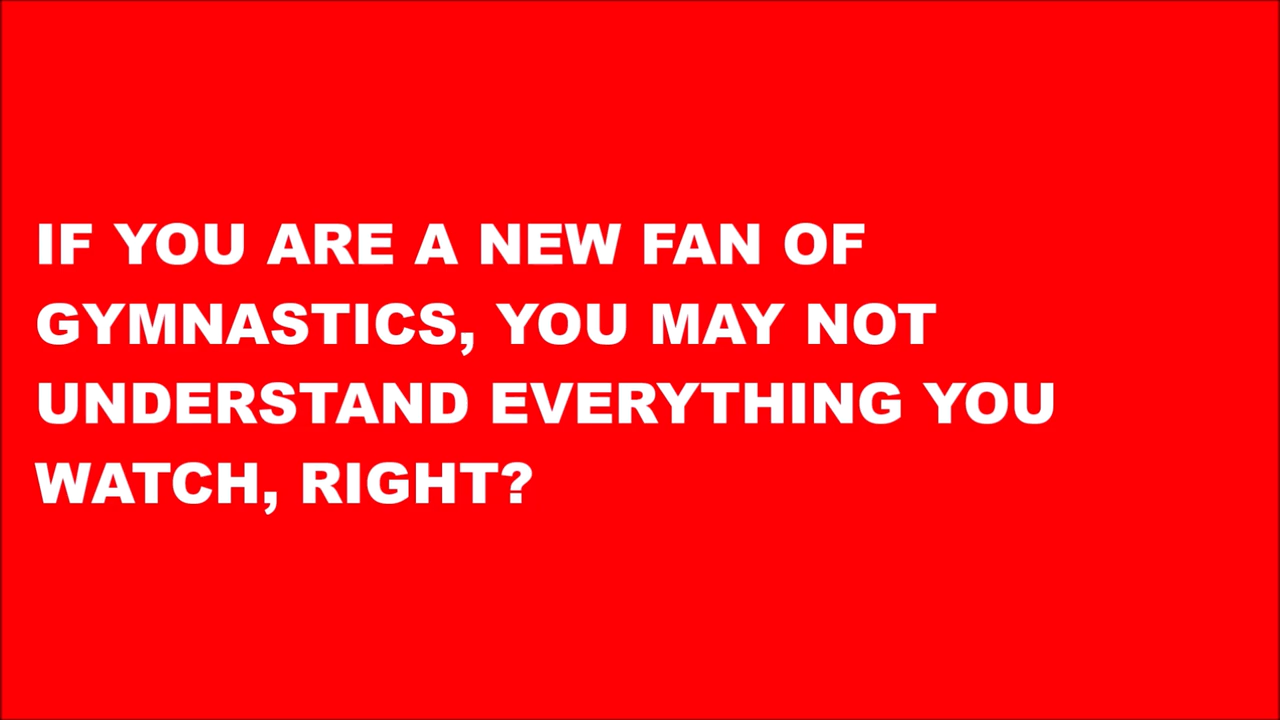 IF YOU ARE A NEW FAN OF
GYMNASTICS, YOU MAY NOT
UNDERSTAND EVERYTHING YOU
WATCH, RIGHT?